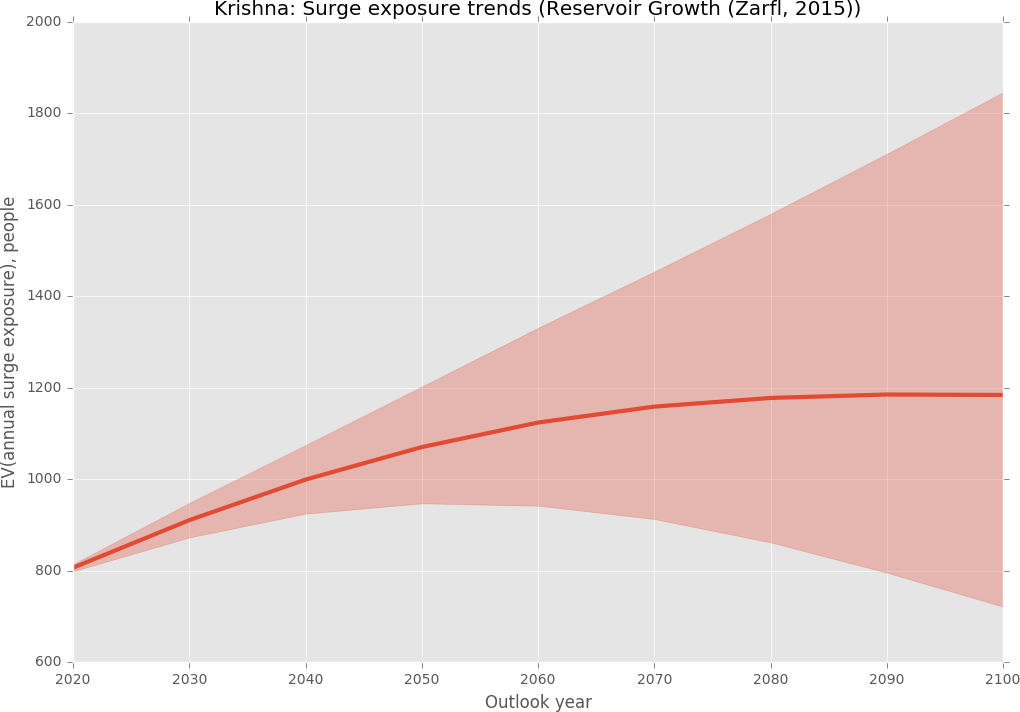 Krishna: Surge exposure trends (Reservoir Growth (Zarfl, 2015))
EV(annual surge exposure), people
2000
1800
1600
1400
1200
1000
800
600
2020 2030 2040 2050 2060 2070 2080 2090 2100
Outlook year